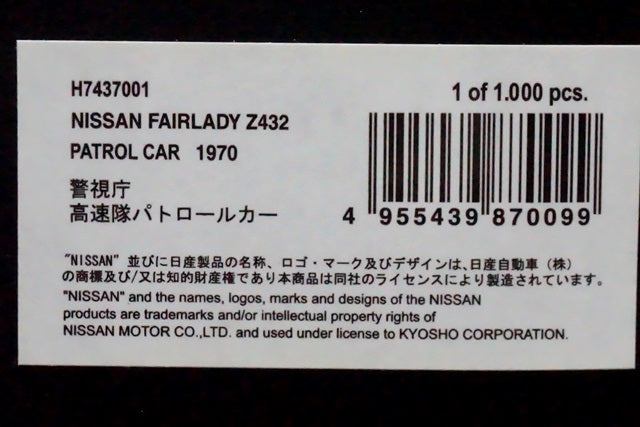 H7437001
1 of 1.000 pcs.
NISSAN FAIRLADY Z432
PATROL CAR 1970
警視庁
高速隊パトロールカー
4 955439 870099
"NISSAN" 並びに日産製品の名称、ロゴ・マーク及びデザインは、日産自動車（株）
の商標及び/又は知的財産権であり本商品は同社のライセンスにより製造されています。
"NISSAN" and the names, logos, marks and designs of the NISSAN
products are trademarks and/or intellectual property rights of
NISSAN MOTOR CO.,LTD. and used under license to KYOSHO CORPORATION.